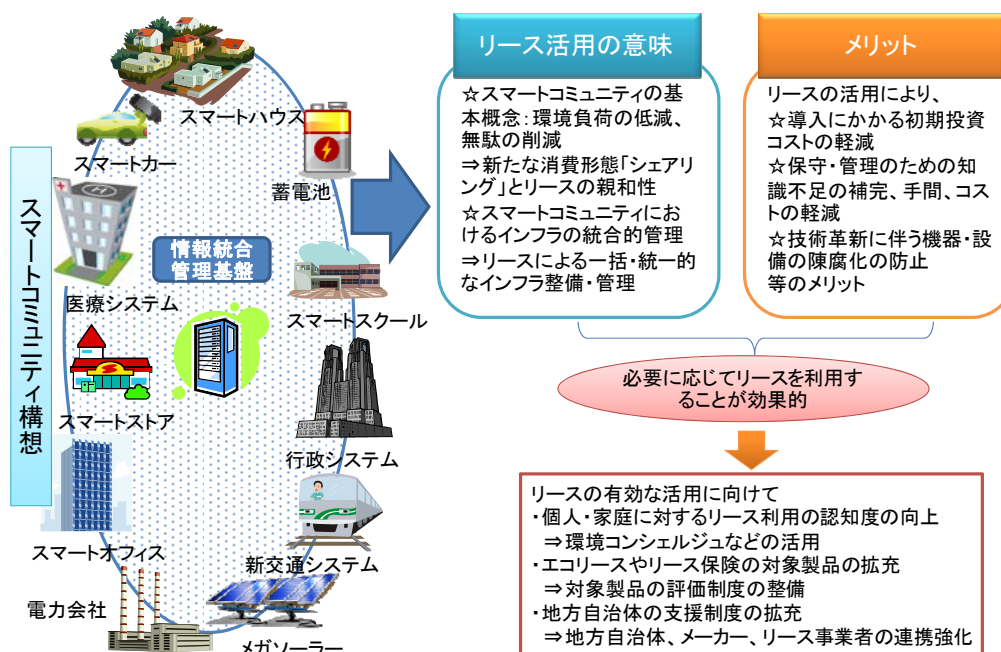 スマートコミュニティ構想
スマートハウス
スマートカー
蓄電池
情報統合
管理基盤
医療システム
スマートスクール
スマートストア
行政システム
スマートオフィス
新交通システム
電力会社
メガソーラー
リース活用の意味
☆スマートコミュニティの基
本概念:環境負荷の低減、
無駄の削減
⇒新たな消費形態「シェアリ
ング」とリースの親和性
☆スマートコミュニティにお
けるインフラの統合的管理
⇒リースによる一括・統一的
なインフラ整備・管理
メリット
リースの活用により、
☆導入にかかる初期投資
コストの軽減
☆保守・管理のための知
識不足の補完、手間、コス
トの軽減
☆技術革新に伴う機器・設
備の陳腐化の防止
等のメリット
必要に応じてリースを利用す
ることが効果的
リースの有効な活用に向けて
・個人・家庭に対するリース利用の認知度の向上
⇒環境コンシェルジュなどの活用
・エコリースやリース保険の対象製品の拡充
⇒対象製品の評価制度の整備
・地方自治体の支援制度の拡充
⇒地方自治体、メーカー、リース事業者の連携強化